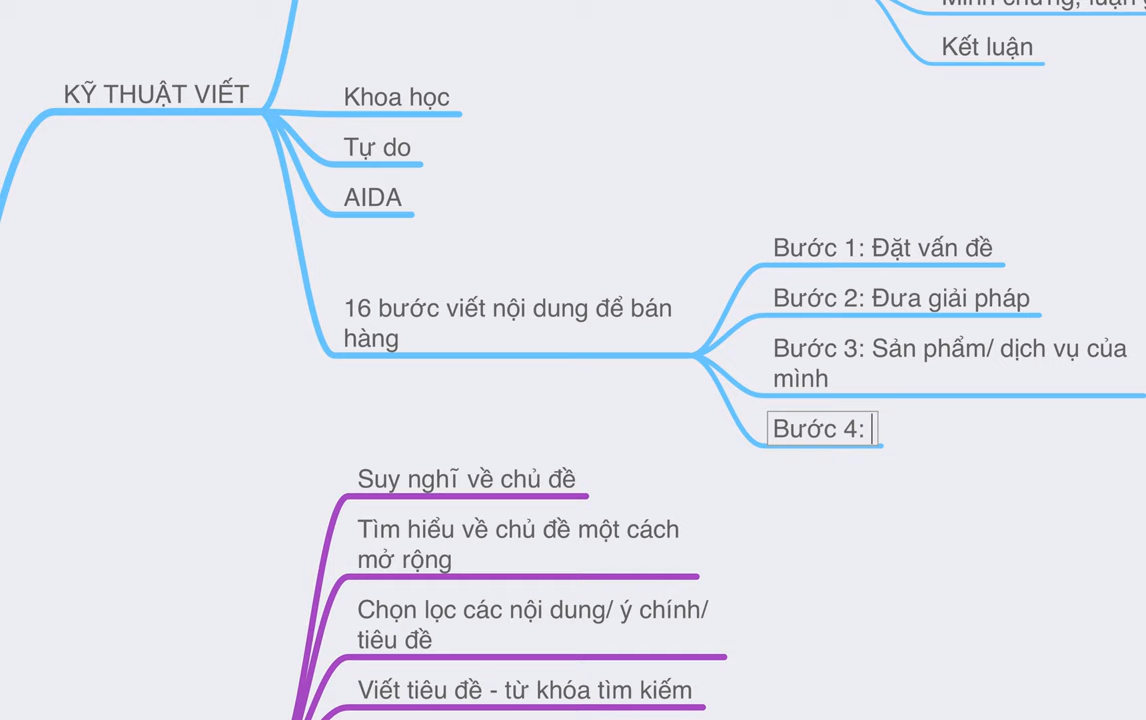 Minh chứng, luận
Kết luận
KỸ THUẬT VIẾT
Khoa học
Tự do
AIDA
16 bước viết nội dung để bán
hàng
Bước 1: Đặt vấn đề
Bước 2: Đưa giải pháp
Bước 3: Sản phẩm/ dịch vụ của
mình
Bước 4:
Suy nghĩ về chủ đề
Tìm hiểu về chủ đề một cách
mở rộng
Chọn lọc các nội dung/ ý chính/
tiêu đề
Viết tiêu đề - từ khóa tìm kiếm